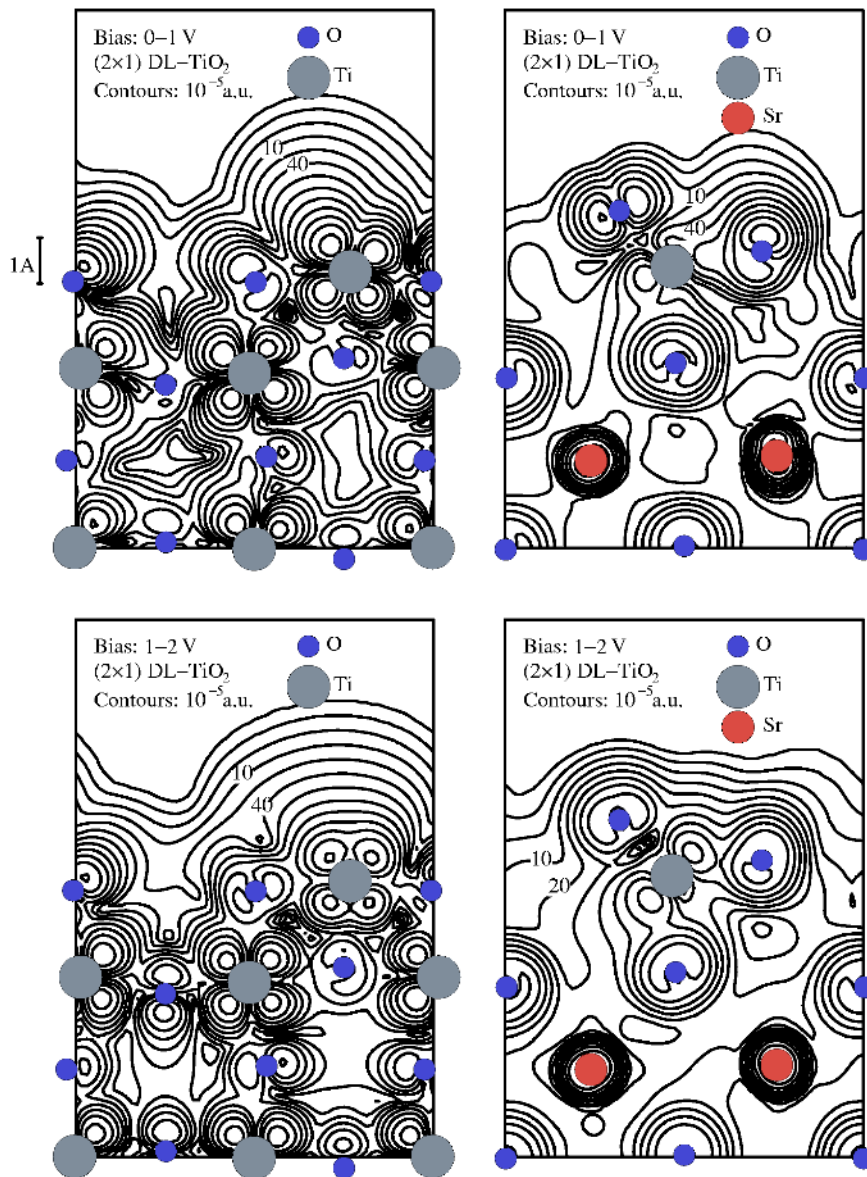 Bias: 0–1 V
(2×1) DL–TiO₂
Contours: 10⁻⁵a.u.
O
Ti
10
40
1A
Bias: 0–1 V
(2×1) DL–TiO₂
Contours: 10⁻⁵a.u.
O
Ti
Sr
10
40
Bias: 1–2 V
(2×1) DL–TiO₂
Contours: 10⁻⁵a.u.
O
Ti
10
40
Bias: 1–2 V
(2×1) DL–TiO₂
Contours: 10⁻⁵a.u.
O
Ti
Sr
10
20